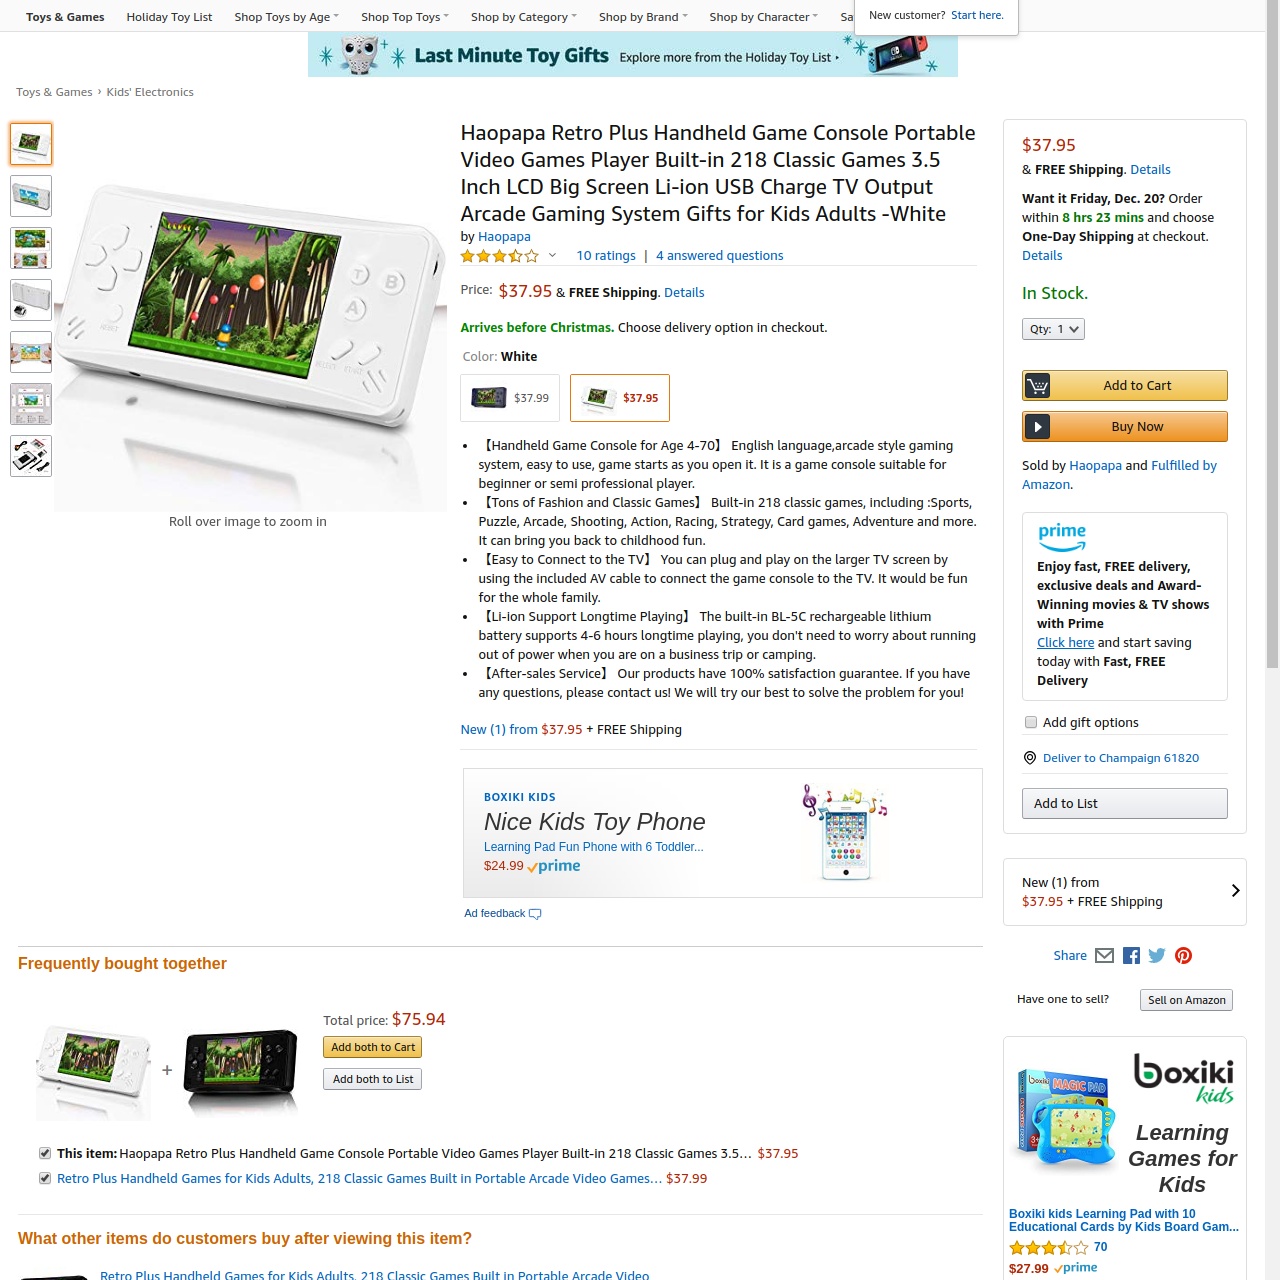 Toys & Games
Holiday Toy List
Shop Toys by Age
Shop Top Toys
Shop by Category
Shop by Brand
Shop by Character
Sa
New customer? Start here.
Last Minute Toy Gifts
Explore more from the Holiday Toy List
Toys & Games › Kids' Electronics
Haopapa Retro Plus Handheld Game Console Portable
Video Games Player Built-in 218 Classic Games 3.5
Inch LCD Big Screen Li-ion USB Charge TV Output
Arcade Gaming System Gifts for Kids Adults -White
by Haopapa
10 ratings | 4 answered questions
Price: $37.95 & FREE Shipping. Details
Arrives before Christmas. Choose delivery option in checkout.
Color: White
$37.99
$37.95
T
B
A
Roll over image to zoom in
• 【Handheld Game Console for Age 4-70】 English language,arcade style gaming
system, easy to use, game starts as you open it. It is a game console suitable for
beginner or semi professional player.
• 【Tons of Fashion and Classic Games】 Built-in 218 classic games, including :Sports,
Puzzle, Arcade, Shooting, Action, Racing, Strategy, Card games, Adventure and more.
It can bring you back to childhood fun.
• 【Easy to Connect to the TV】 You can plug and play on the larger TV screen by
using the included AV cable to connect the game console to the TV. It would be fun
for the whole family.
• 【Li-ion Support Longtime Playing】 The built-in BL-5C rechargeable lithium
battery supports 4-6 hours longtime playing, you don't need to worry about running
out of power when you are on a business trip or camping.
• 【After-sales Service】 Our products have 100% satisfaction guarantee. If you have
any questions, please contact us! We will try our best to solve the problem for you!
New (1) from $37.95 + FREE Shipping
BOXIKI KIDS
Nice Kids Toy Phone
Learning Pad Fun Phone with 6 Toddler...
$24.99 prime
Ad feedback
$37.95
& FREE Shipping. Details
Want it Friday, Dec. 20? Order
within 8 hrs 23 mins and choose
One-Day Shipping at checkout.
Details
In Stock.
Qty: 1
Add to Cart
Buy Now
Sold by Haopapa and Fulfilled by
Amazon.
prime
Enjoy fast, FREE delivery,
exclusive deals and Award-
Winning movies & TV shows
with Prime
Click here and start saving
today with Fast, FREE
Delivery
Add gift options
Deliver to Champaign 61820
Add to List
New (1) from
$37.95 + FREE Shipping
Share
Have one to sell?
Sell on Amazon
Frequently bought together
+
Total price: $75.94
Add both to Cart
Add both to List
This item: Haopapa Retro Plus Handheld Game Console Portable Video Games Player Built-in 218 Classic Games 3.5… $37.95
Retro Plus Handheld Games for Kids Adults, 218 Classic Games Built in Portable Arcade Video Games… $37.99
What other items do customers buy after viewing this item?
Retro Plus Handheld Games for Kids Adults, 218 Classic Games Built in Portable Arcade Video
boxiki
MAGIC PAD
3+
boxiki
kids
Learning
Games for
Kids
Boxiki kids Learning Pad with 10
Educational Cards by Kids Board Gam...
70
$27.99 prime